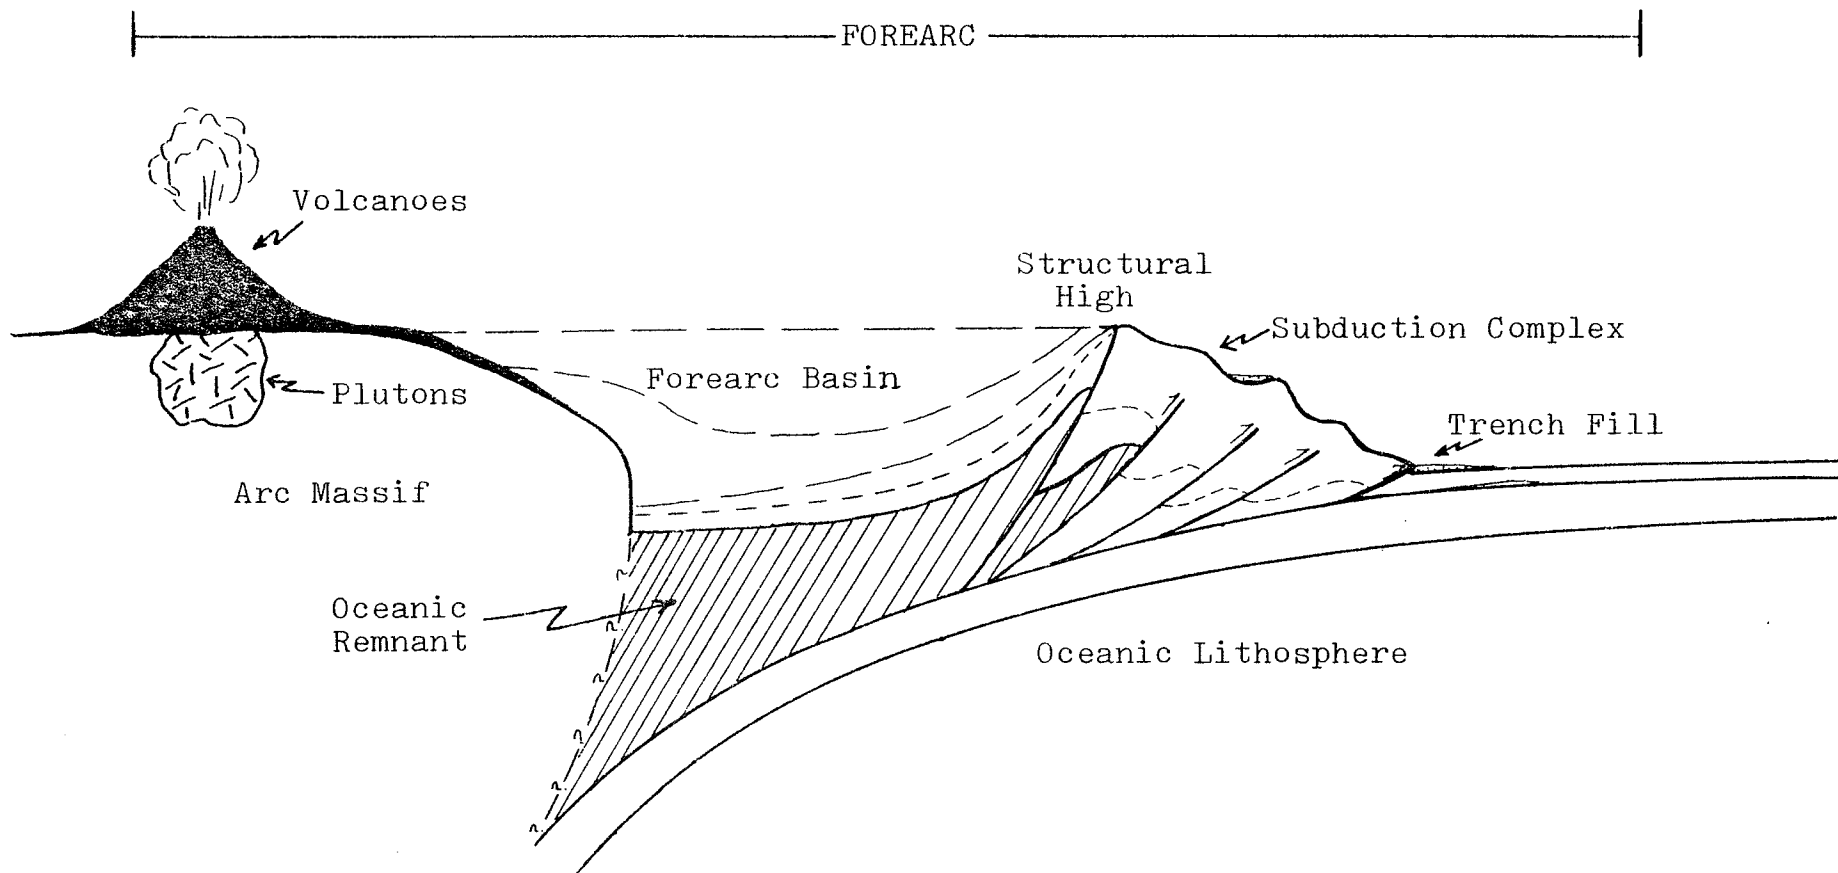 FOREARC
Volcanoes
Structural
High
Subduction Complex
Forearc Basin
Plutons
Trench Fill
Arc Massif
Oceanic
Remnant
Oceanic Lithosphere